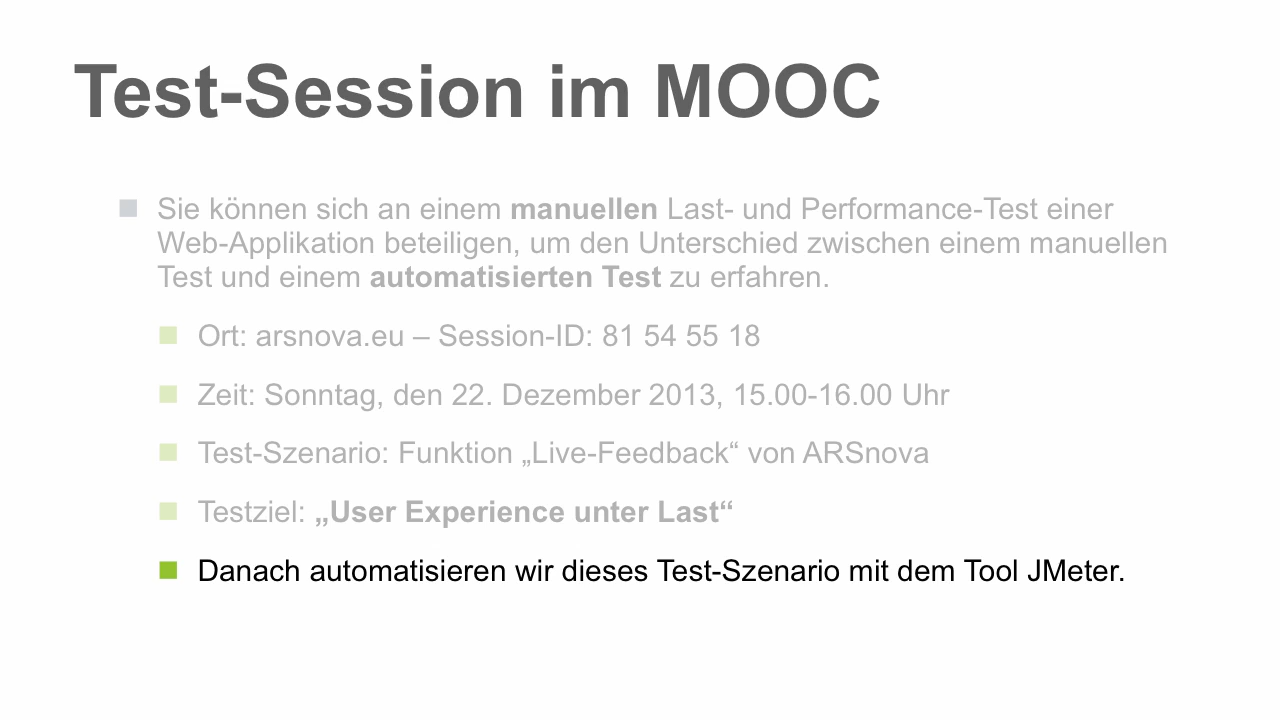 Test-Session im MOOC
Sie können sich an einem manuellen Last- und Performance-Test einer
Web-Applikation beteiligen, um den Unterschied zwischen einem manuellen
Test und einem automatisierten Test zu erfahren.
Ort: arsnova.eu – Session-ID: 81 54 55 18
Zeit: Sonntag, den 22. Dezember 2013, 15.00-16.00 Uhr
Test-Szenario: Funktion „Live-Feedback“ von ARSnova
Testziel: „User Experience unter Last“
Danach automatisieren wir dieses Test-Szenario mit dem Tool JMeter.